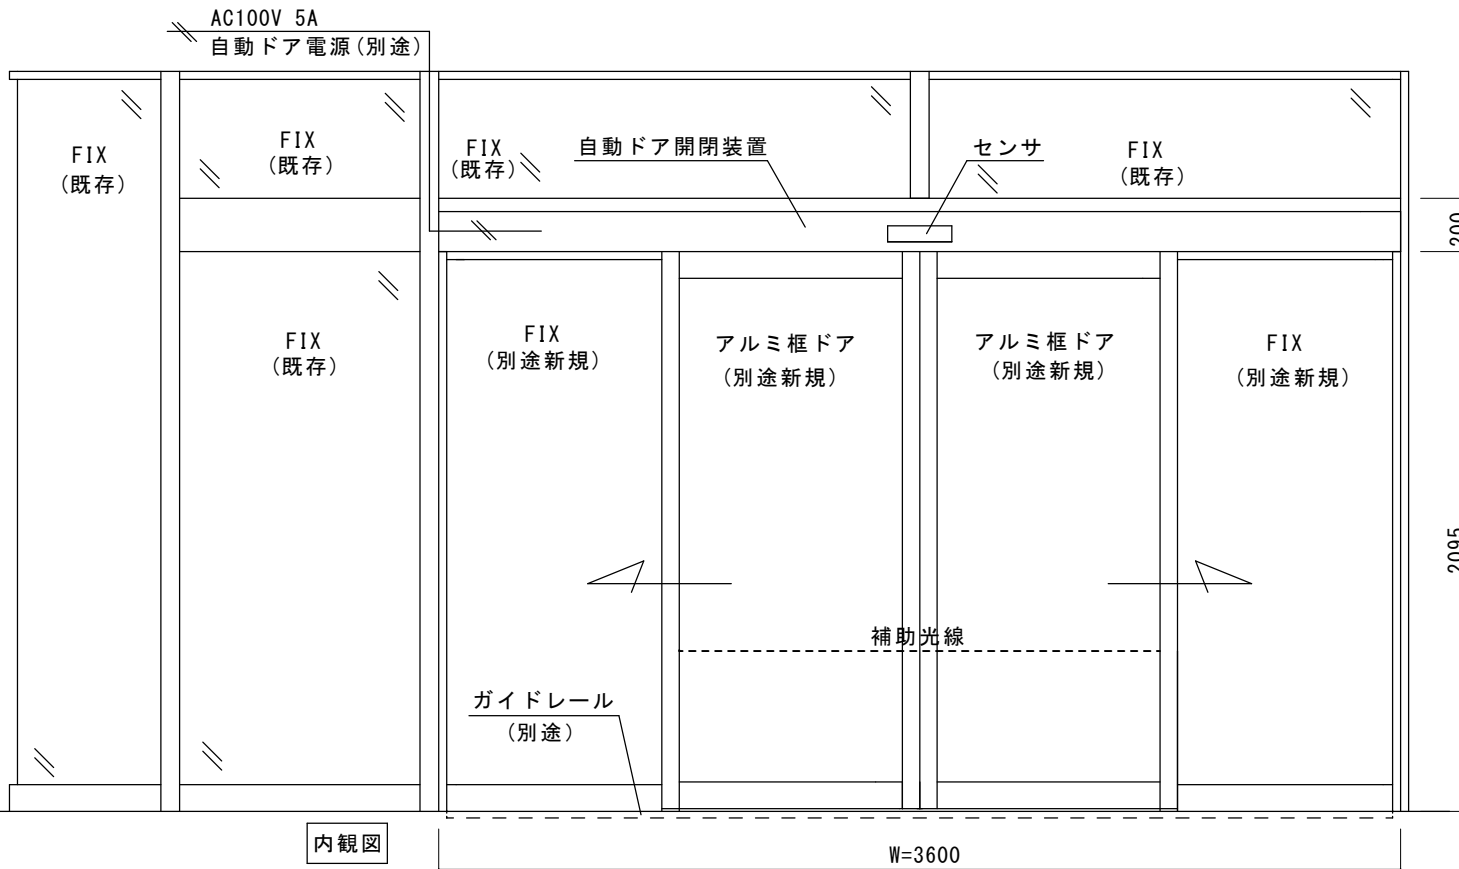 AC100V 5A
自動ドア電源(別途)
FIX
(既存)
FIX
(既存)
FIX
(既存)
自動ドア開閉装置
センサ
FIX
(既存)
200
FIX
(既存)
FIX
(別途新規)
アルミ框ドア
(別途新規)
アルミ框ドア
(別途新規)
FIX
(別途新規)
2095
補助光線
ガイドレール
(別途)
内観図
W=3600